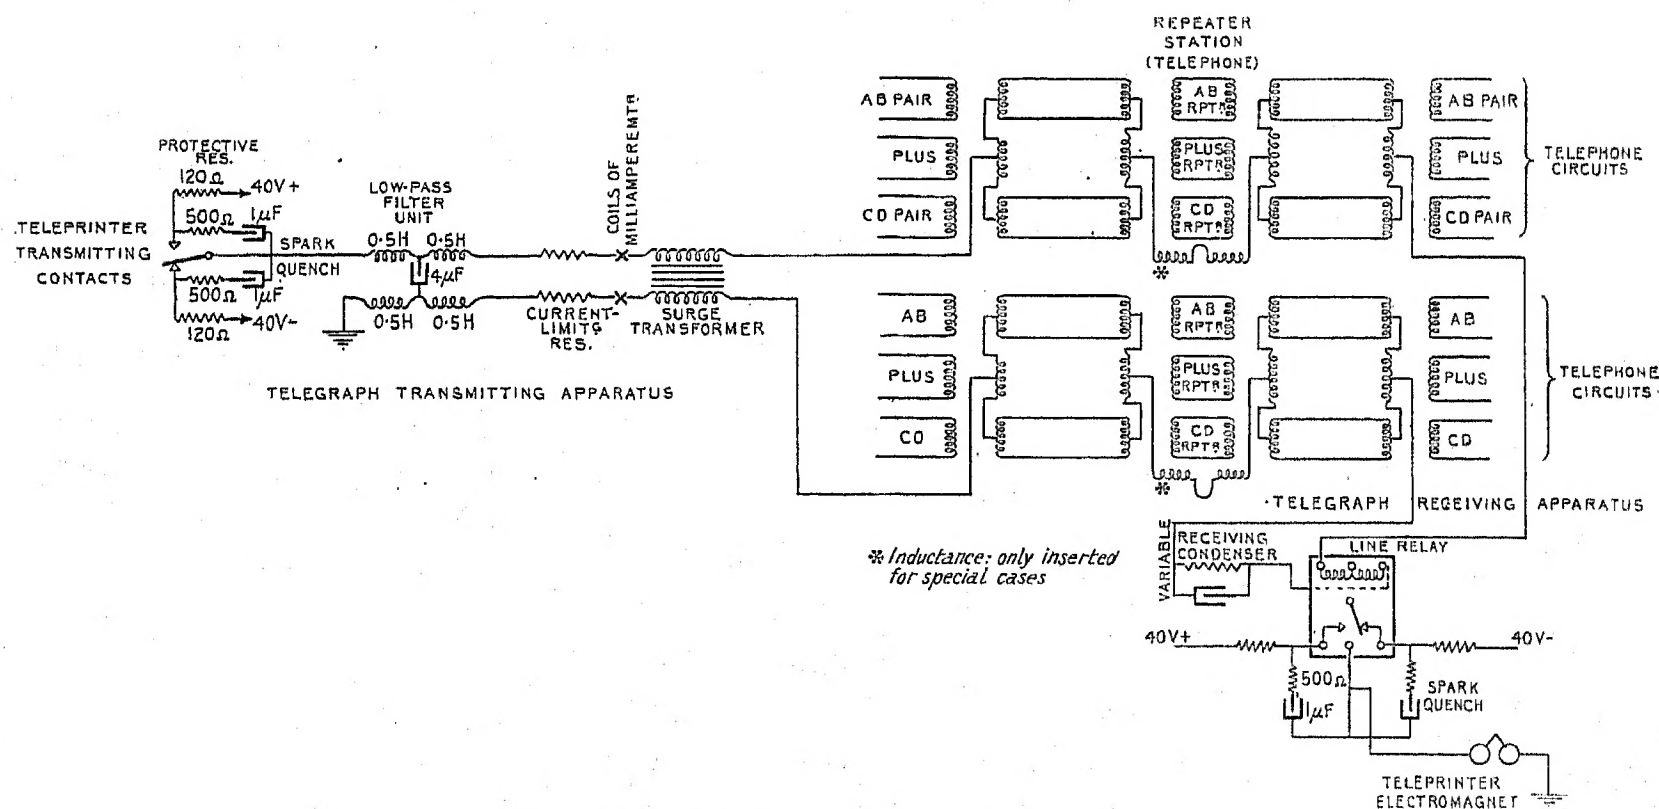 REPEATER
STATION
(TELEPHONE)
AB PAIR
AB
RPTR
AB PAIR
PLUS
PLUS
RPTR
PLUS
TELEPHONE
CIRCUITS
CD PAIR
CD
RPTR
CD PAIR
PROTECTIVE
RES.
120Ω
40V+
500Ω
1µF
TELEPRINTER
TRANSMITTING
CONTACTS
SPARK
QUENCH
500Ω
1µF
40V-
120Ω
LOW-PASS
FILTER
UNIT
0.5H
0.5H
4µF
0.5H
0.5H
COILS OF
MILLIAMPEREMTR.
CURRENT-
LIMITG
RES.
SURGE
TRANSFORMER
TELEGRAPH TRANSMITTING APPARATUS
*
AB
AB
RPTR
AB
PLUS
PLUS
RPTR
PLUS
TELEPHONE
CIRCUITS
CD
CD
RPTR
CD
*
TELEGRAPH RECEIVING APPARATUS
* Inductance: only inserted
for special cases
VARIABLE
RECEIVING
CONDENSER
LINE RELAY
40V+
40V-
500Ω
1µF
SPARK
QUENCH
TELEPRINTER
ELECTROMAGNET